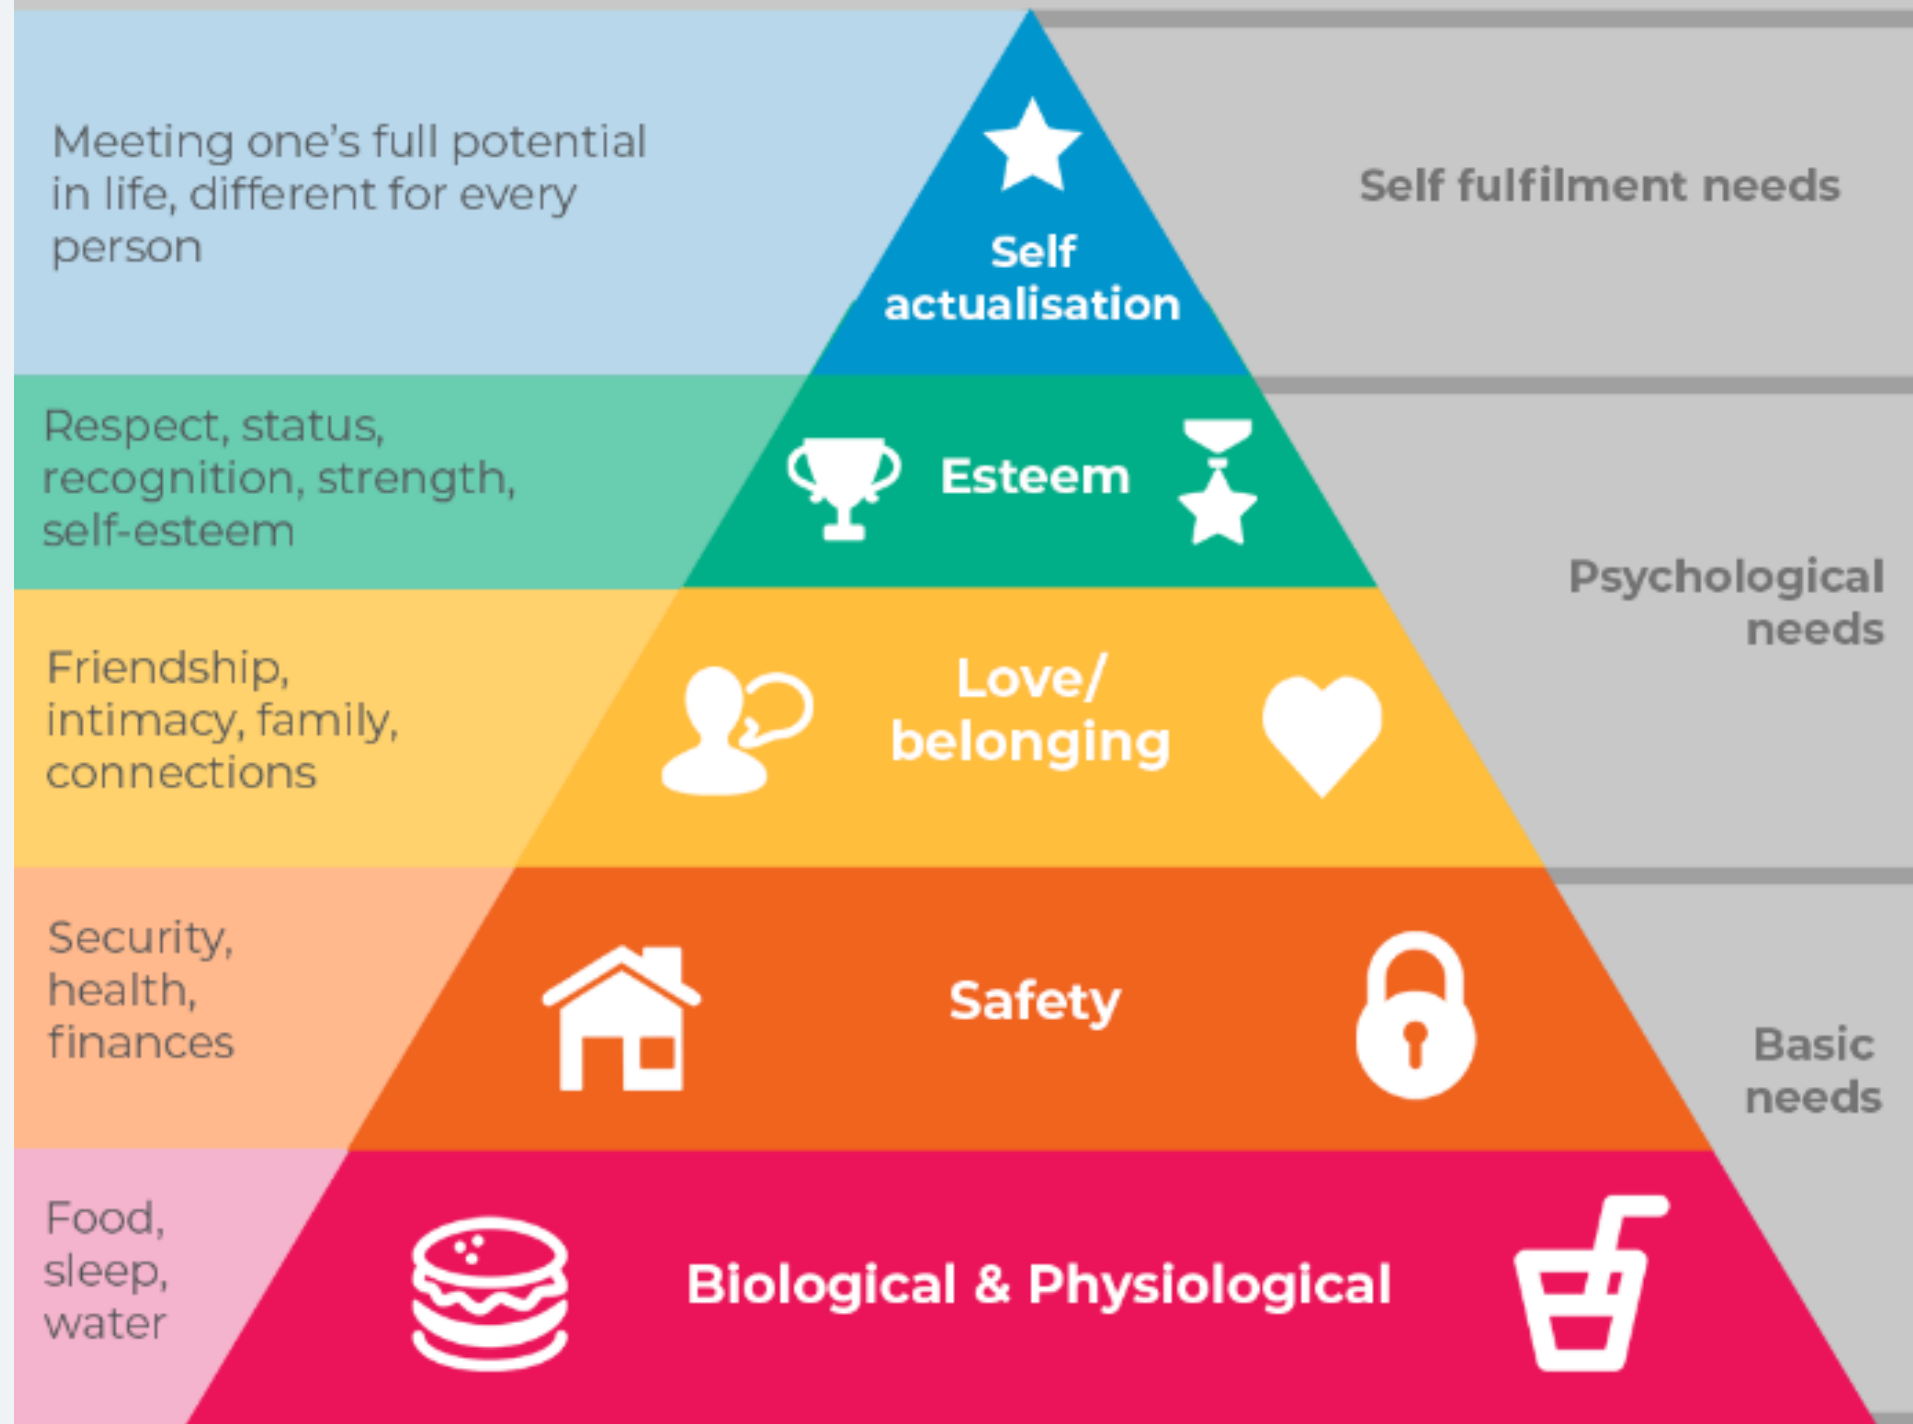 Meeting one's full potential
in life, different for every
person
Self
actualisation
Self fulfilment needs
Respect, status,
recognition, strength,
self-esteem
Esteem
Psychological
needs
Friendship,
intimacy, family,
connections
Love/
belonging
Security,
health,
finances
Safety
Basic
needs
Food,
sleep,
water
Biological & Physiological